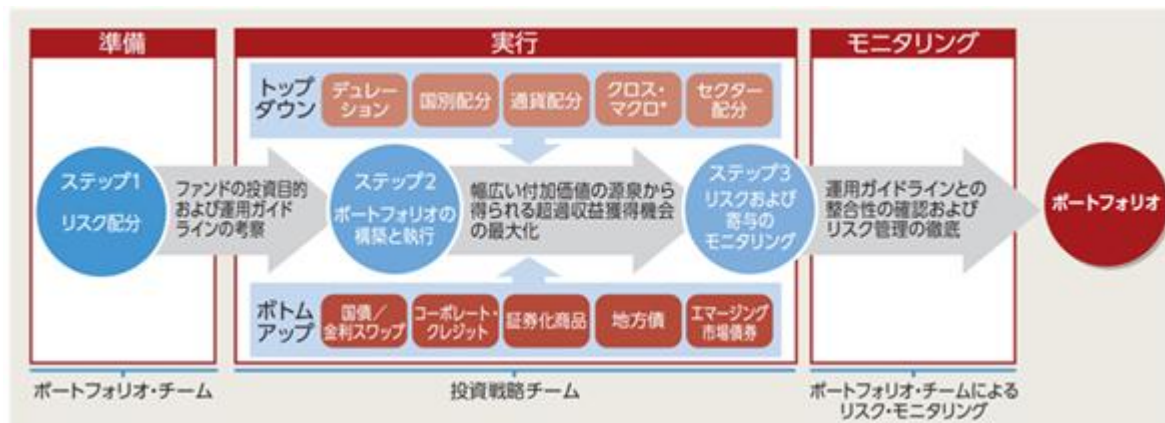 準備
実行
モニタリング
トップ
ダウン
デュレー
ション
国別配分
通貨配分
クロス・
マクロ*
セクター
配分
ステップ1
リスク配分
ファンドの投資目的
および運用ガイド
ラインの考察
ステップ2
ポートフォリオの
構築と執行
幅広い付加価値の源泉から
得られる超過収益獲得機会
の最大化
ステップ3
リスクおよび
寄与の
モニタリング
運用ガイドラインとの
整合性の確認および
リスク管理の徹底
ポートフォリオ
ボトム
アップ
国債/
金利スワップ
コーポレート・
クレジット
証券化商品
地方債
エマージング
市場債券
ポートフォリオ・チーム
投資戦略チーム
ポートフォリオ・チームによる
リスク・モニタリング